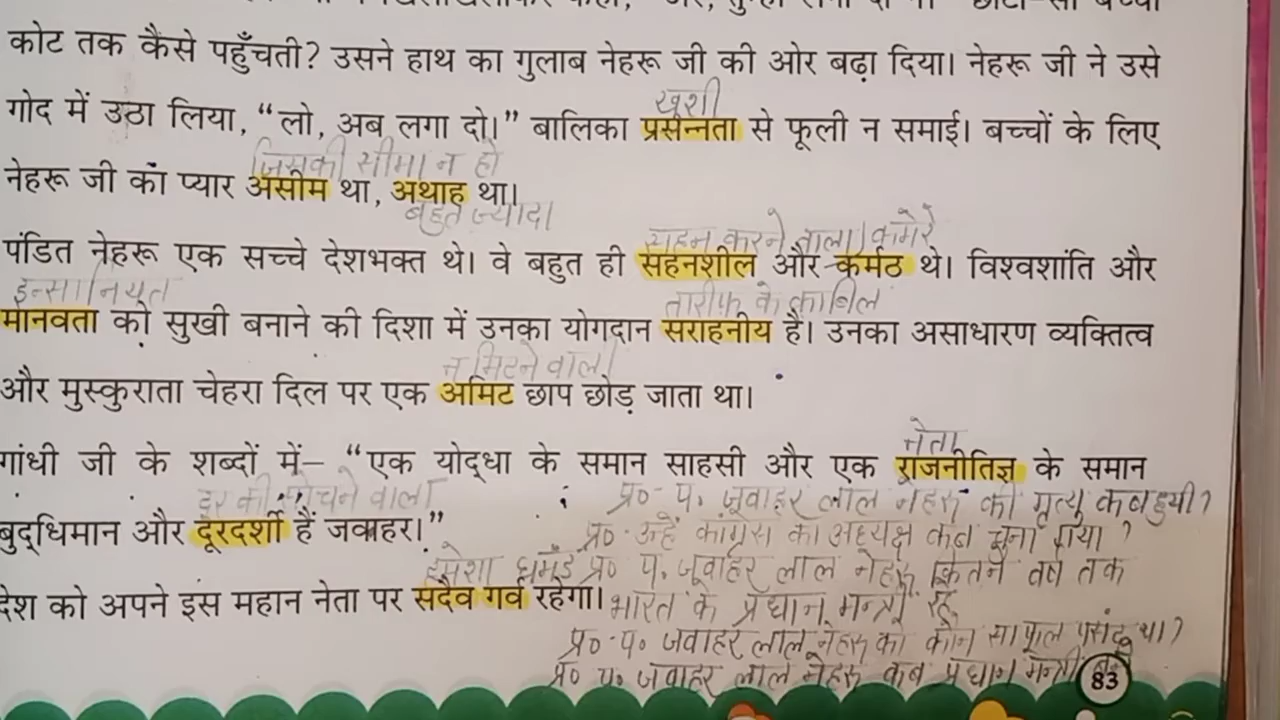 कोट तक कैसे पहुँचती? उसने हाथ का गुलाब नेहरू जी की ओर बढ़ा दिया। नेहरू जी ने उसे
खुशी
गोद में उठा लिया, “लो, अब लगा दो।” बालिका प्रसन्नता से फूली न समाई। बच्चों के लिए
जिसकी सीमा न हो
नेहरू जी का प्यार असीम था, अथाह था।
बहुत ज्यादा
सहन करने वाला
पंडित नेहरू एक सच्चे देशभक्त थे। वे बहुत ही सहनशील और कर्मठ थे। विश्वशांति और
इन्सानियत तारीफ के काबिल
मानवता को सुखी बनाने की दिशा में उनका योगदान सराहनीय है। उनका असाधारण व्यक्तित्व
न मिटने वाला
और मुस्कुराता चेहरा दिल पर एक अमिट छाप छोड़ जाता था।
नेता
गांधी जी के शब्दों में– “एक योद्धा के समान साहसी और एक राजनीतिज्ञ के समान
दूर की सोचने वाला
प्र०-प. जवाहर लाल नेहरू की मृत्यु कब हुयी?
बुद्धिमान और दूरदर्शी हैं जवाहर।”
प्र०-उन्हें कांग्रेस का अध्यक्ष कब चुना गया?
हमेशा घमंड प्र० प. जवाहर लाल नेहरू कितने वर्ष तक
देश को अपने इस महान नेता पर सदैव गर्व रहेगा।
भारत के प्रधान मन्त्री रहे
प्र०-प० जवाहर लाल नेहरू का कौन सा फूल पसंद था?
प्र० प० जवाहर लाल नेहरू कब प्रधान मन्त्री
83